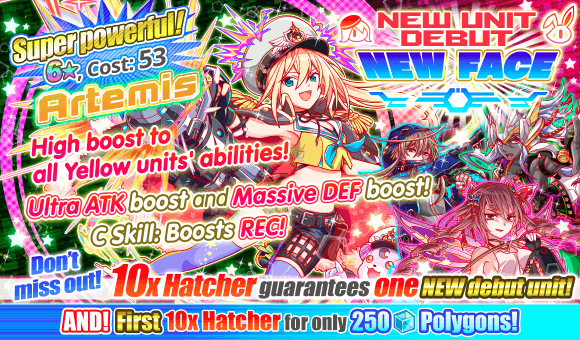 Super powerful!
6☆, Cost: 53
Artemis
NEW UNIT
DEBUT
NEW FACE
High boost to
all Yellow units' abilities!
Ultra ATK boost and Massive DEF boost!
C Skill: Boosts REC!
Don't
miss out! 10x Hatcher guarantees one NEW debut unit!
AND! First 10x Hatcher for only 250 Polygons!